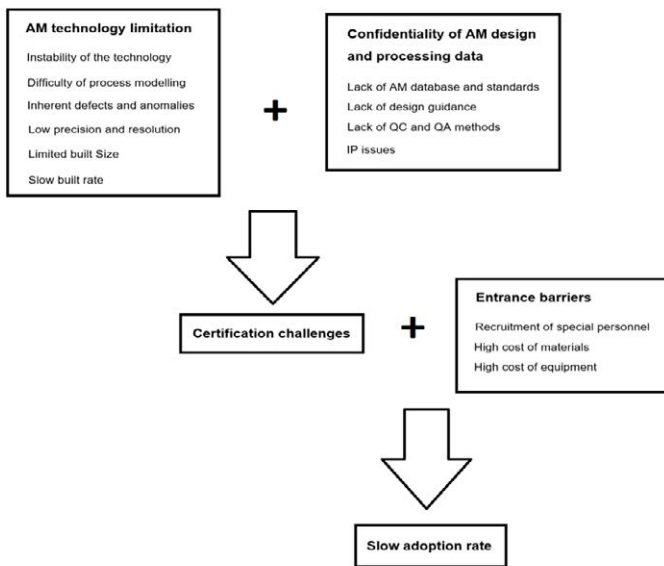 AM technology limitation
Instability of the technology
Difficulty of process modelling
Inherent defects and anomalies
Low precision and resolution
Limited built Size
Slow built rate
+
Confidentiality of AM design
and processing data
Lack of AM database and standards
Lack of design guidance
Lack of QC and QA methods
IP issues
Certification challenges
+
Entrance barriers
Recruitment of special personnel
High cost of materials
High cost of equipment
Slow adoption rate